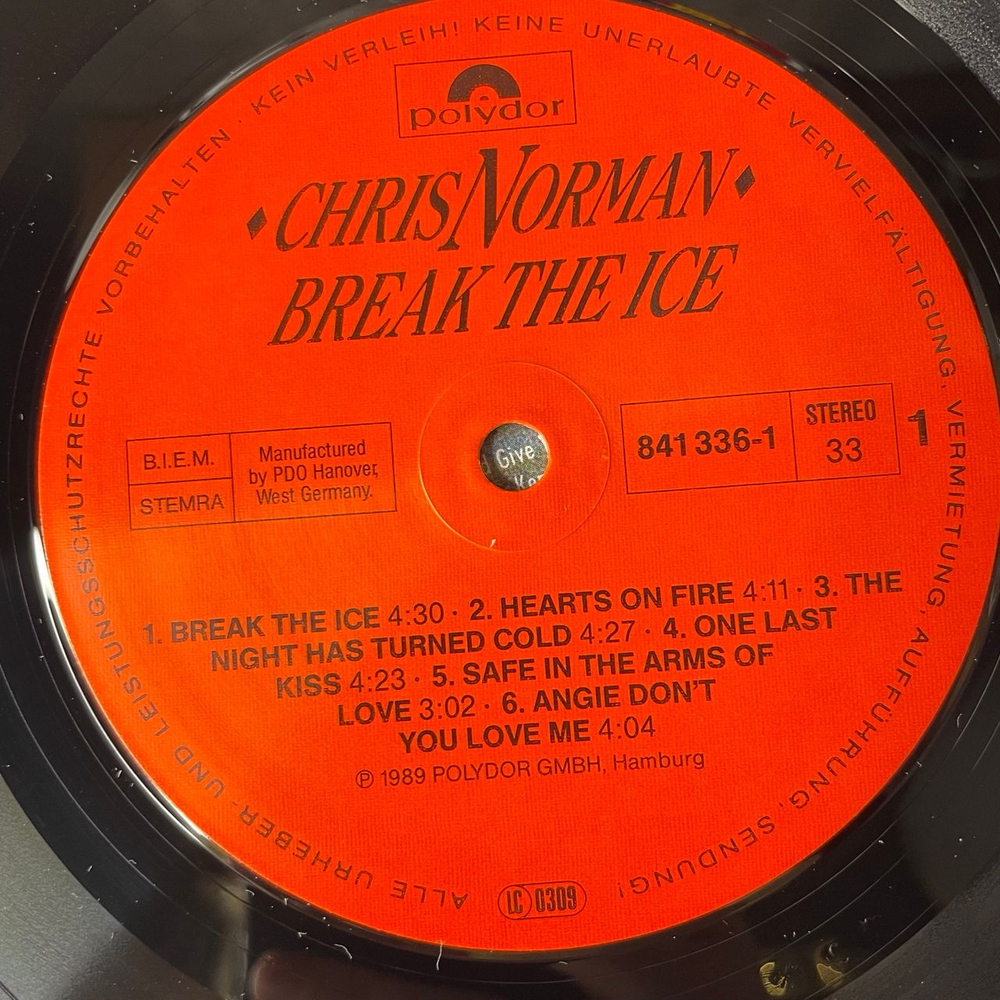 ALLE URHEBER- UND LEISTUNGSSCHUTZRECHTE VORBEHALTEN · KEIN VERLEIH! KEINE UNERLAUBTE VERVIELFÄLTIGUNG, VERMIETUNG, AUFFÜHRUNG, SENDUNG!
polydor
CHRIS NORMAN
BREAK THE ICE
B.I.E.M.
STEMRA
Manufactured
by PDO Hanover,
West Germany.
Give
841 336-1
STEREO
33
1
1. BREAK THE ICE 4:30 · 2. HEARTS ON FIRE 4:11 · 3. THE
NIGHT HAS TURNED COLD 4:27 · 4. ONE LAST
KISS 4:23 · 5. SAFE IN THE ARMS OF
LOVE 3:02 · 6. ANGIE DON'T
YOU LOVE ME 4:04
℗ 1989 POLYDOR GMBH, Hamburg
LC 0309